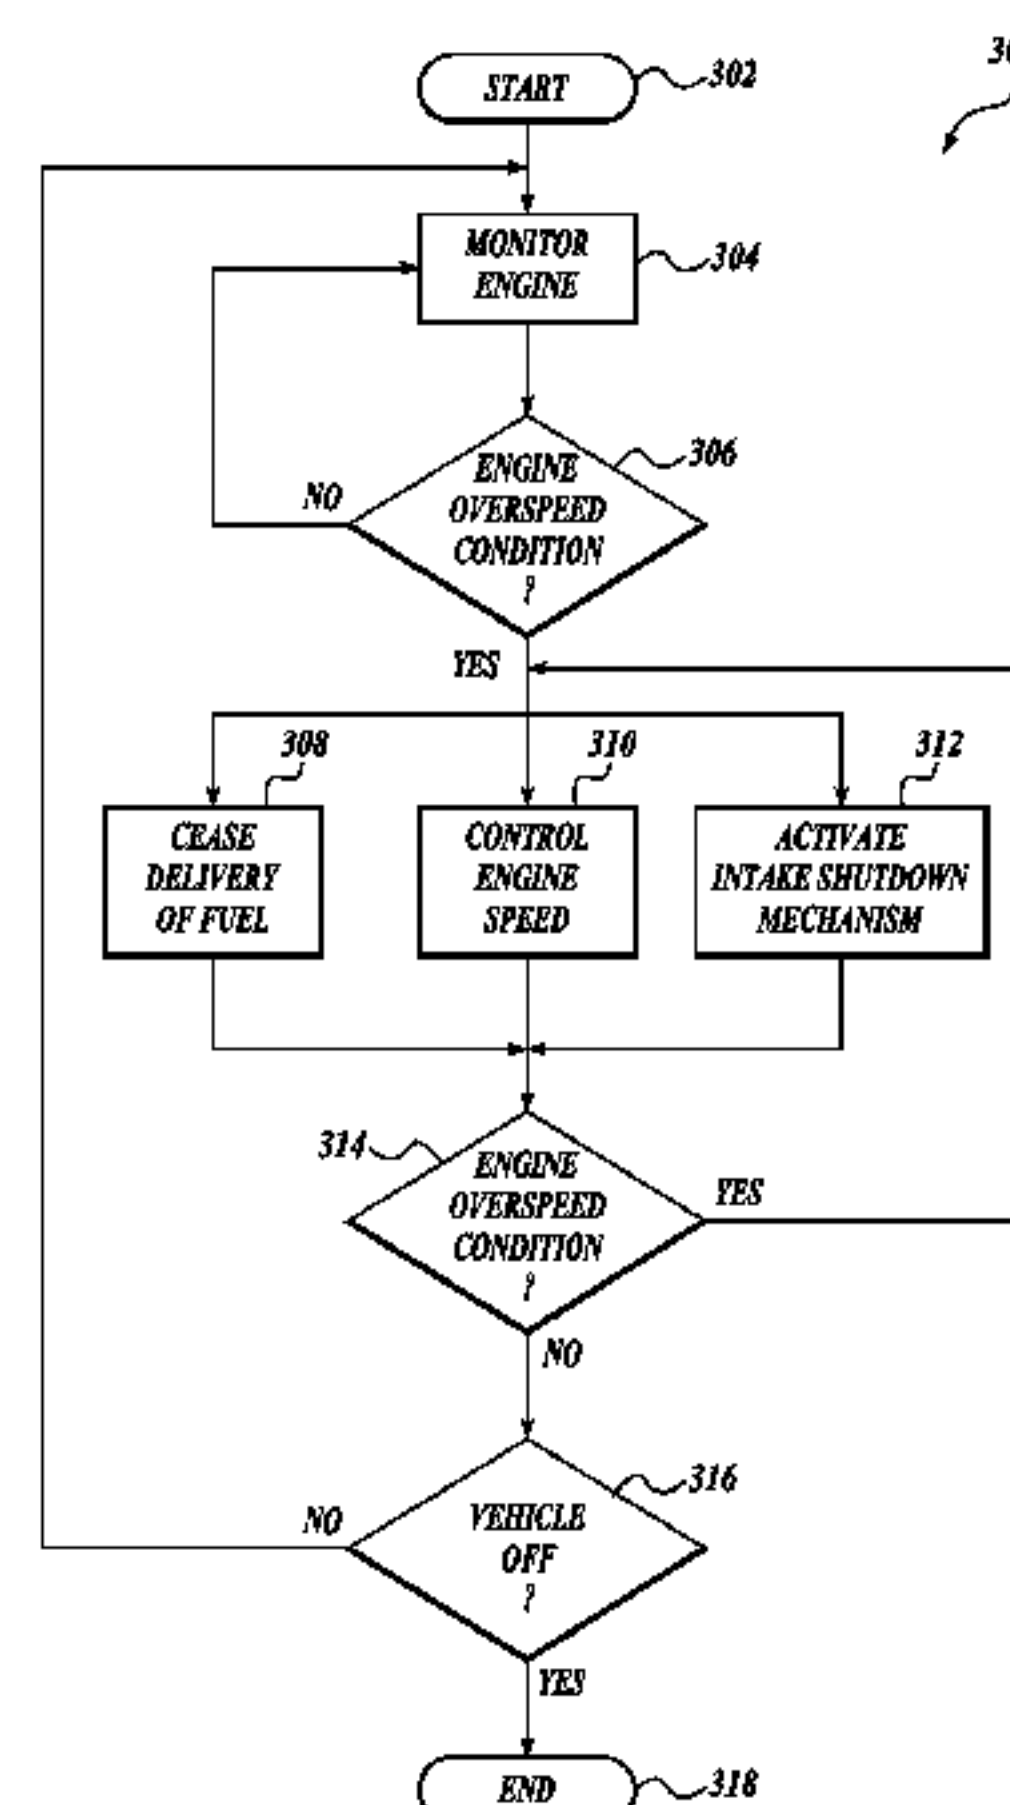 START
302
MONITOR
ENGINE
304
ENGINE
OVERSPEED
CONDITION
?
306
NO
YES
308
310
312
CEASE
DELIVERY
OF FUEL
CONTROL
ENGINE
SPEED
ACTIVATE
INTAKE SHUTDOWN
MECHANISM
314
ENGINE
OVERSPEED
CONDITION
?
YES
NO
316
VEHICLE
OFF
?
NO
YES
END
318